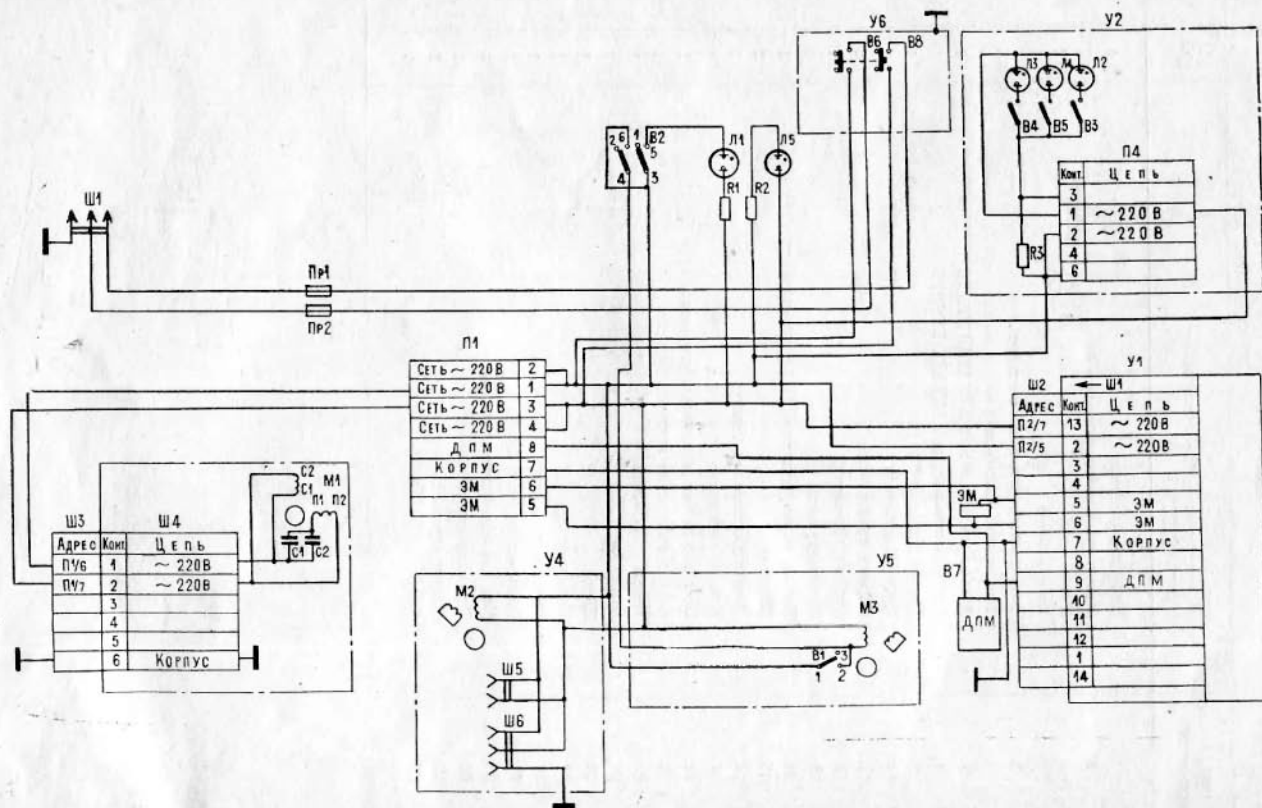 У6
У2
В6
В8
Л3
Л4
Л2
В4
В5
В3
2
6
1
В2
5
4
3
Л1
Л5
R1
R2
П4
Конт.
Цепь
3
1 ~ 220 В
2 ~ 220 В
4
6
R3
Ш1
Пр1
Пр2
П1
Сеть ~ 220 В 2
Сеть ~ 220 В 1
Сеть ~ 220 В 3
Сеть ~ 220 В 4
ДПМ 8
Корпус 7
ЭМ 6
ЭМ 5
У1
Ш2
← Ш1
Адрес Конт. Цепь
П2/7 13 ~ 220 В
П2/5 2 ~ 220 В
3
4
5 ЭМ
6 ЭМ
7 Корпус
8
9 ДПМ
10
11
12
1
14
ЭМ
В7
ДПМ
С2
С1
М1
П1 П2
С1
С2
Ш3
Ш4
Адрес Конт. Цепь
П1/6 1 ~ 220В
П1/7 2 ~ 220В
3
4
5
6 Корпус
У4
М2
Ш5
Ш6
У5
М3
В1
3
1
2